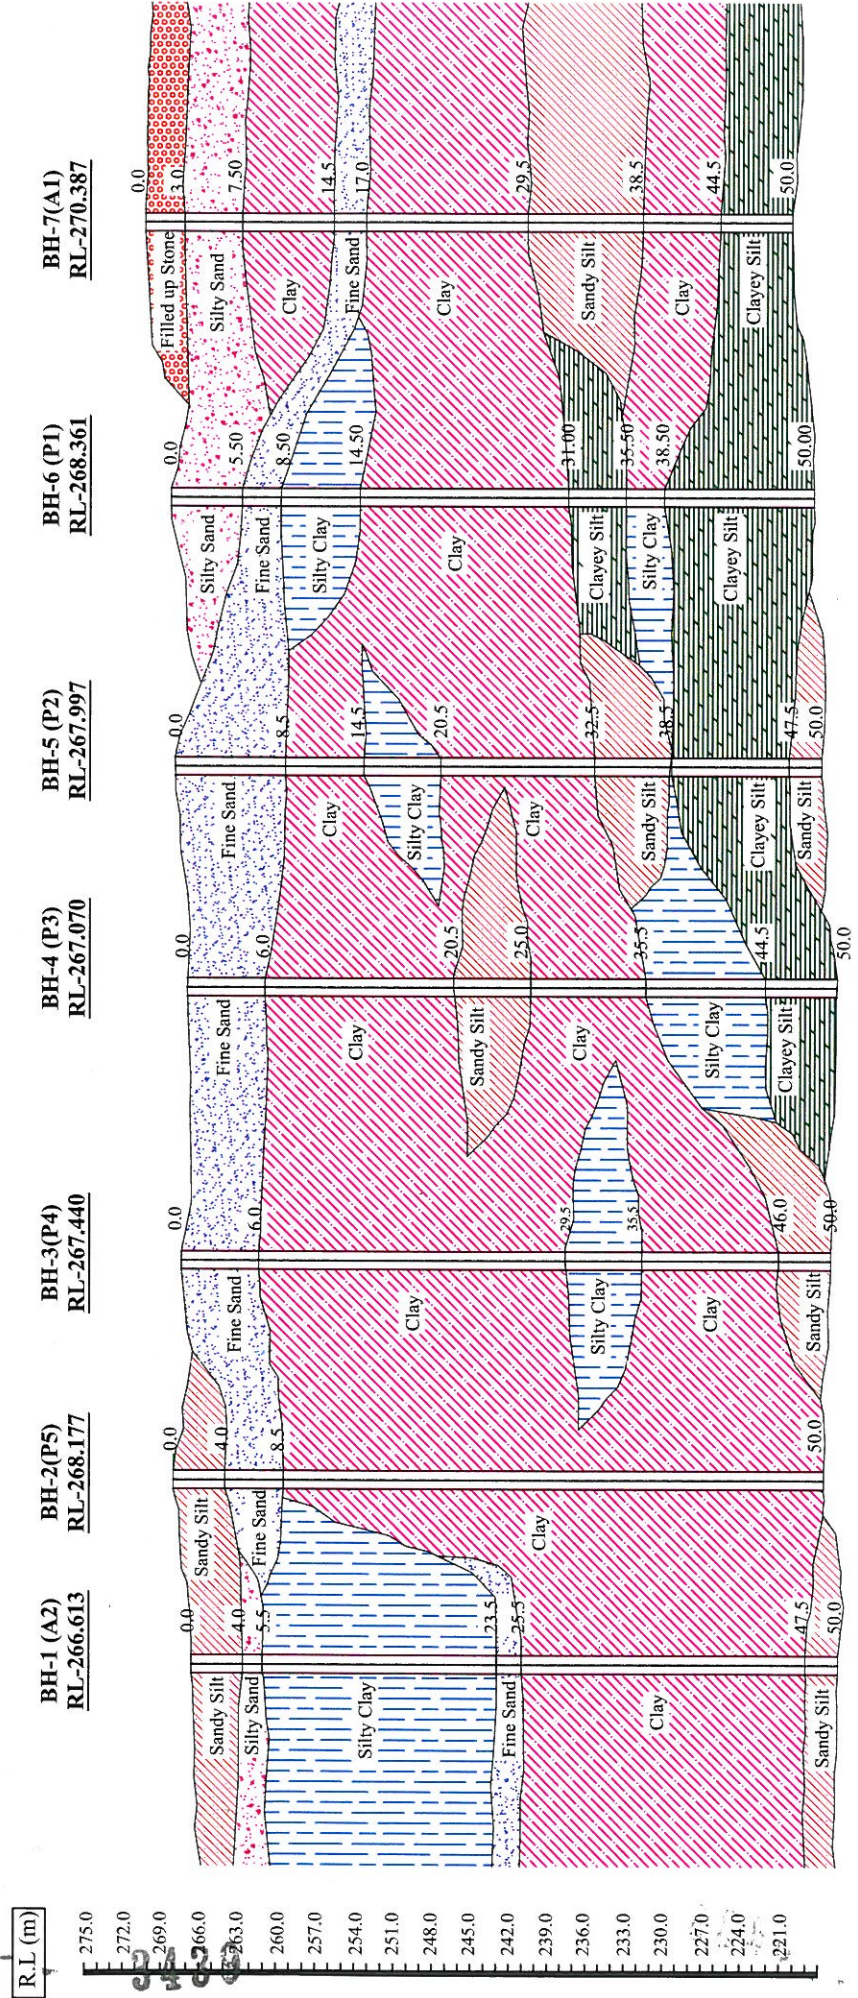 R.L (m)
275.0
272.0
269.0
266.0
263.0
260.0
257.0
254.0
251.0
248.0
245.0
242.0
239.0
236.0
233.0
230.0
227.0
224.0
221.0
BH-1 (A2)
RL-266.613
0.0
Sandy Silt
4.0
Silty Sand
5.5
Silty Clay
23.5
Fine Sand
25.5
Clay
47.5
Sandy Silt
50.0
BH-2(P5)
RL-268.177
0.0
Sandy Silt
4.0
Fine Sand
8.5
Clay
50.0
BH-3(P4)
RL-267.440
0.0
Fine Sand
6.0
Clay
29.5
Silty Clay
35.5
Clay
46.0
Sandy Silt
50.0
BH-4 (P3)
RL-267.070
0.0
Fine Sand
6.0
Clay
20.5
Sandy Silt
25.0
Clay
35.5
Silty Clay
44.5
Clayey Silt
50.0
BH-5 (P2)
RL-267.997
0.0
Fine Sand
8.5
Clay
14.5
Silty Clay
20.5
Clay
32.5
Sandy Silt
38.5
Clayey Silt
47.5
Sandy Silt
50.0
BH-6 (P1)
RL-268.361
0.0
Silty Sand
5.50
Fine Sand
8.50
Silty Clay
14.50
Clay
31.00
Clayey Silt
35.50
Silty Clay
38.50
Clayey Silt
50.00
BH-7(A1)
RL-270.387
0.0
Filled up Stone
3.0
Silty Sand
7.50
Clay
14.5
Fine Sand
17.0
Clay
29.5
Sandy Silt
38.5
Clay
44.5
Clayey Silt
50.0